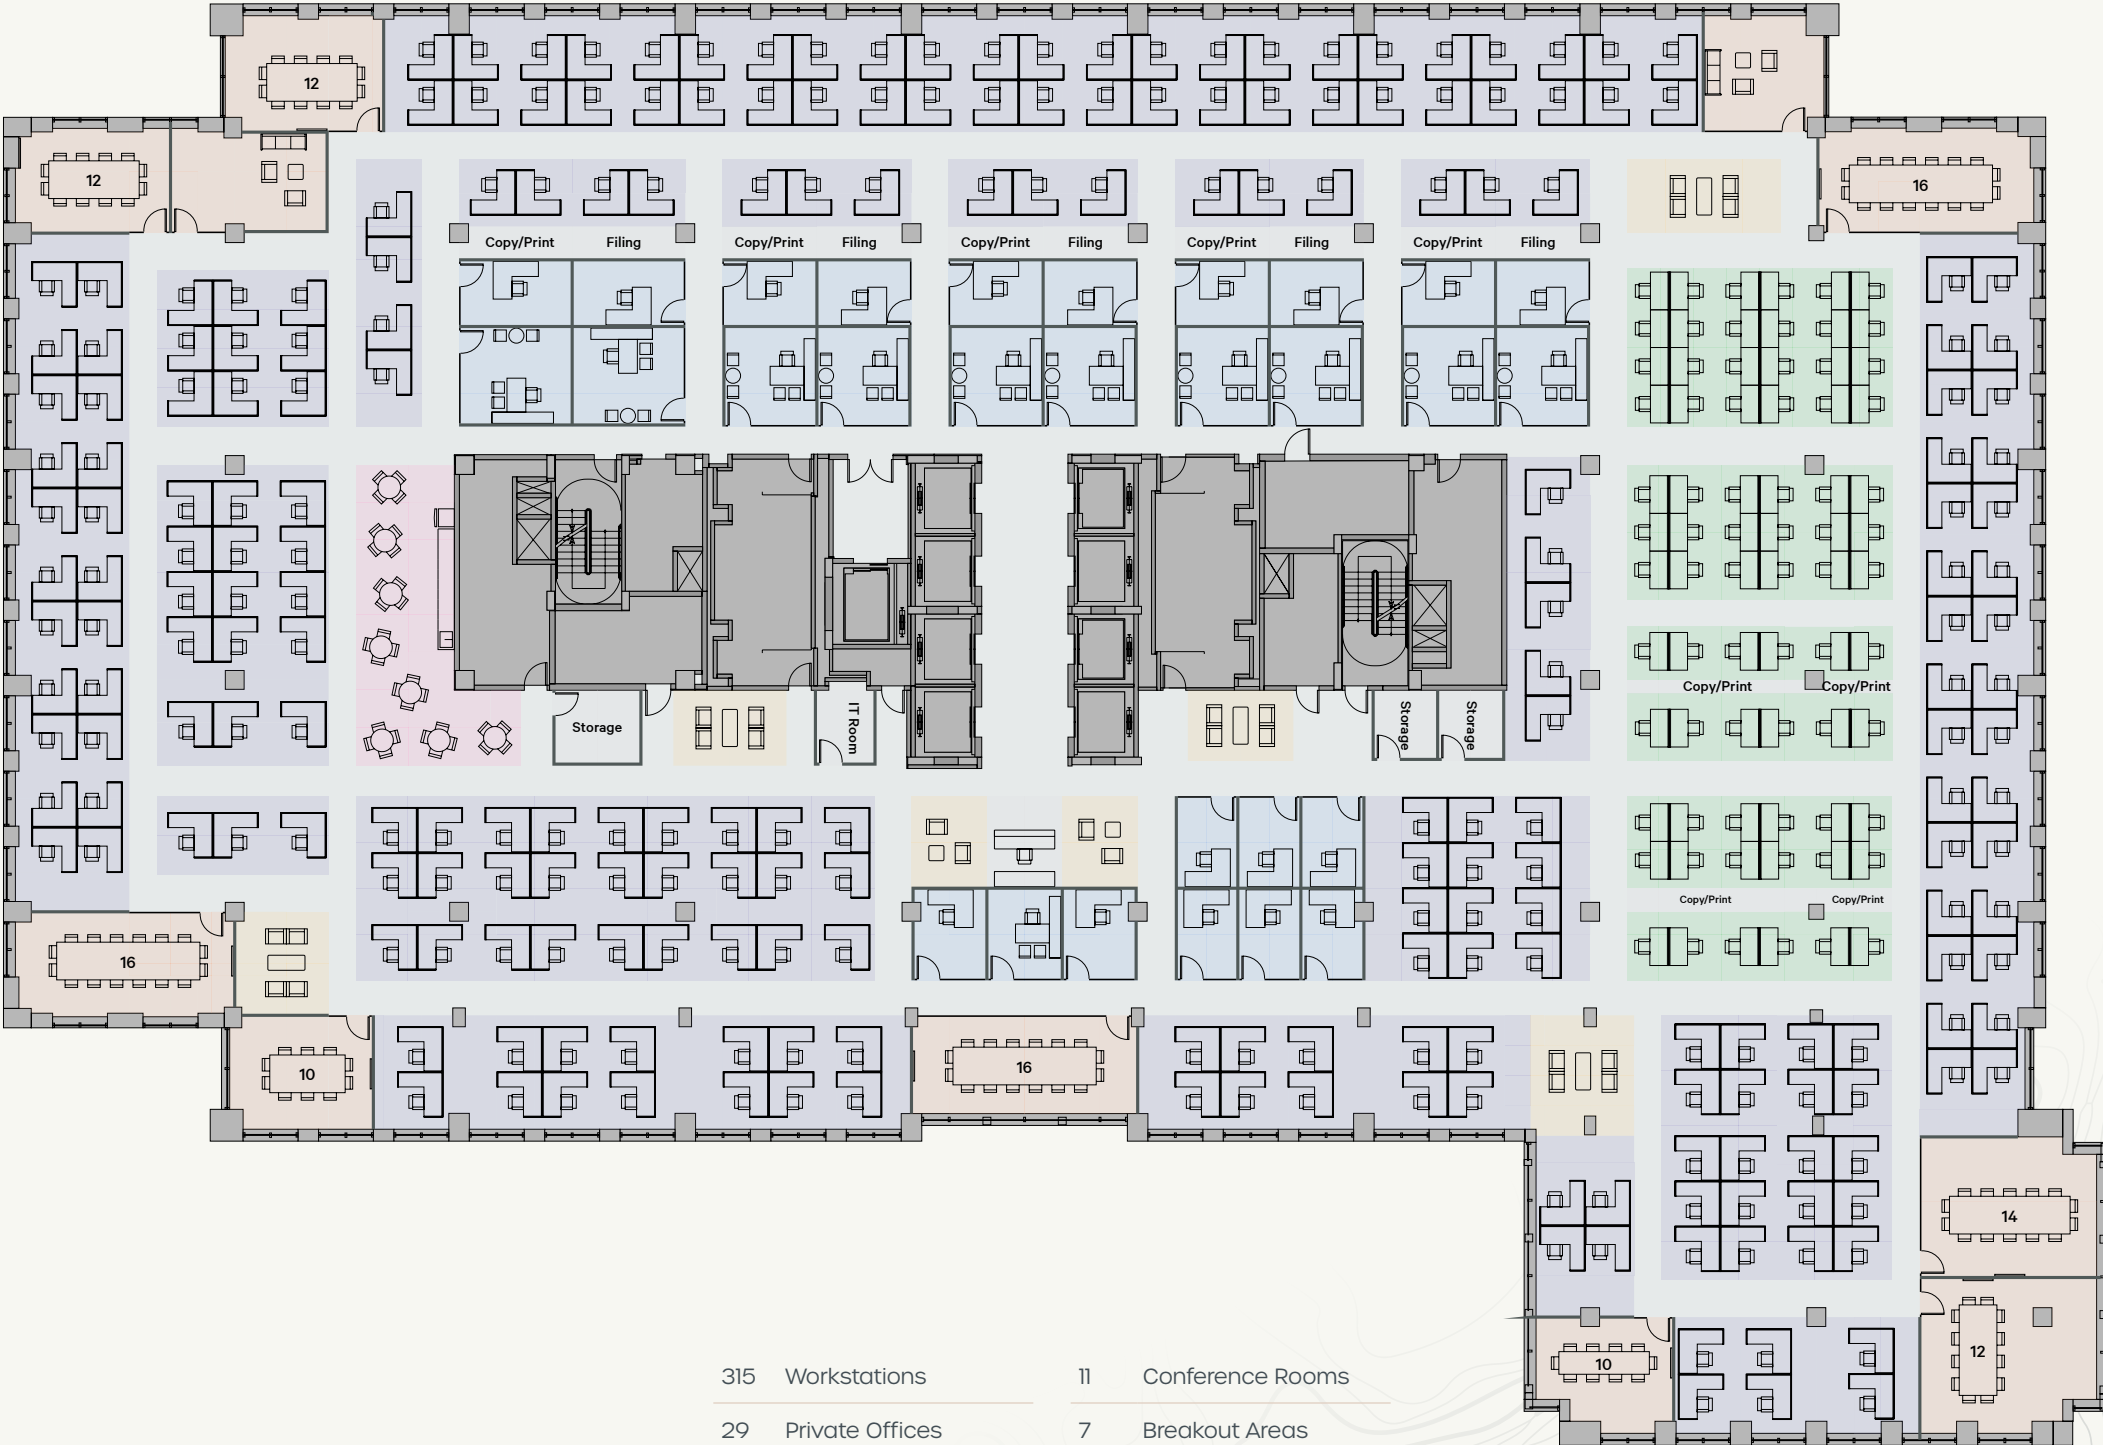 12
12
16
Copy/Print
Filing
Copy/Print
Filing
Copy/Print
Filing
Copy/Print
Filing
Copy/Print
Filing
Copy/Print
Copy/Print
Storage
IT Room
Storage
Storage
Copy/Print
Copy/Print
16
10
16
14
12
10
315 Workstations
11 Conference Rooms
29 Private Offices
7 Breakout Areas